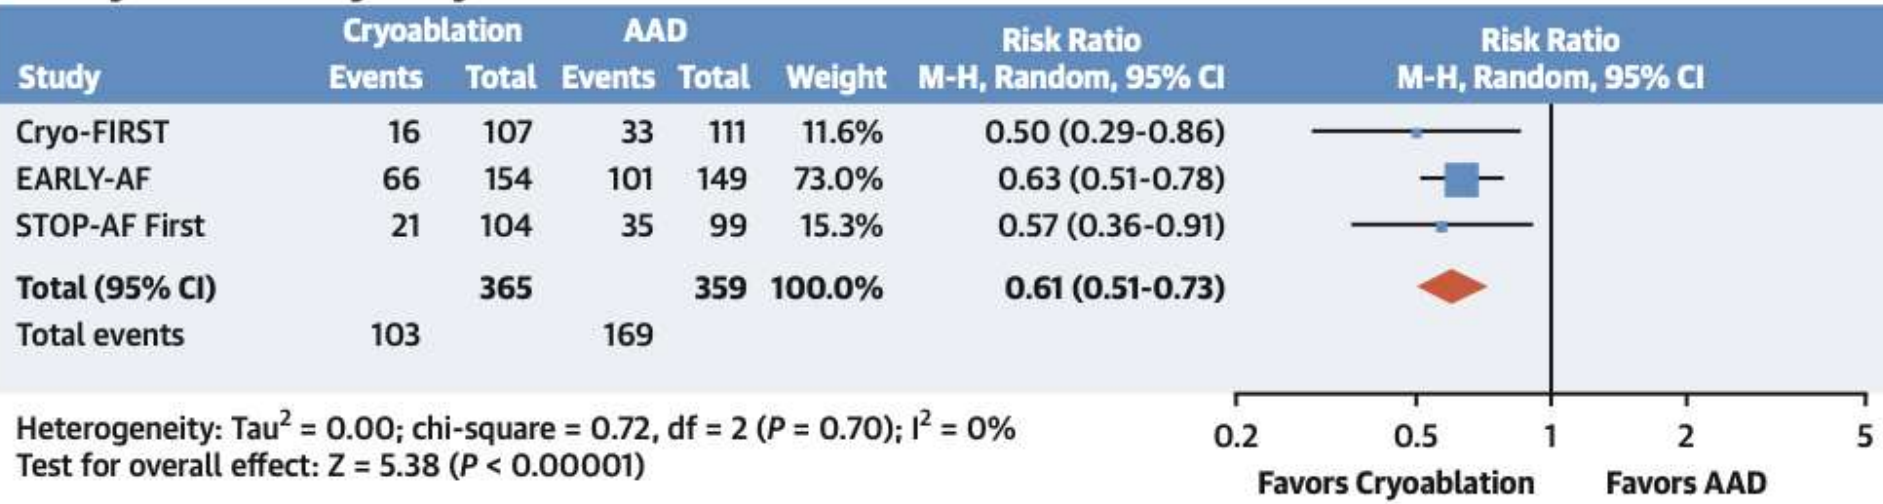 Cryoablation AAD Risk Ratio Risk Ratio
Study Events Total Events Total Weight M-H, Random, 95% CI M-H, Random, 95% CI
Cryo-FIRST 16 107 33 111 11.6% 0.50 (0.29-0.86)
EARLY-AF 66 154 101 149 73.0% 0.63 (0.51-0.78)
STOP-AF First 21 104 35 99 15.3% 0.57 (0.36-0.91)
Total (95% CI) 365 359 100.0% 0.61 (0.51-0.73)
Total events 103 169
Heterogeneity: Tau² = 0.00; chi-square = 0.72, df = 2 (P = 0.70); I² = 0%
Test for overall effect: Z = 5.38 (P < 0.00001)
0.2 0.5 1 2 5
Favors Cryoablation Favors AAD